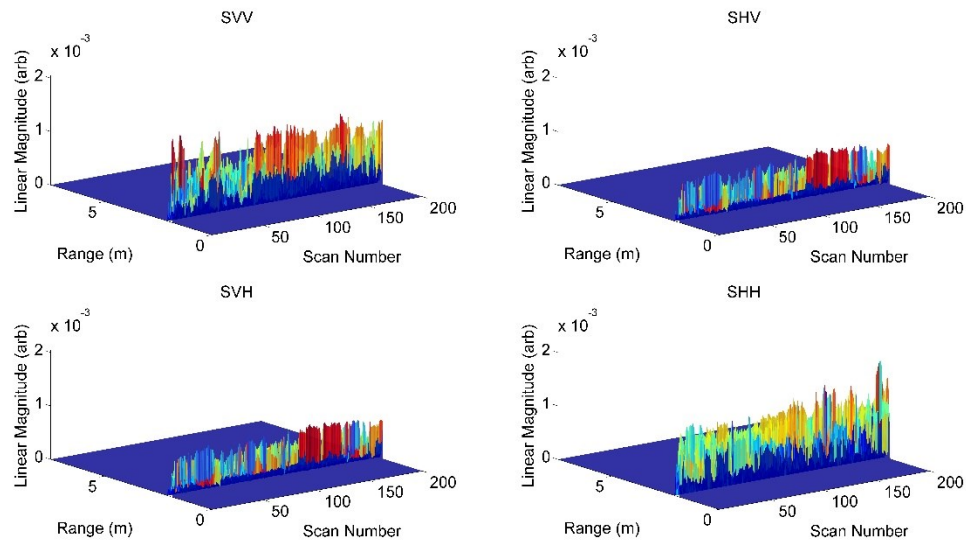 SVV
x 10⁻³
Linear Magnitude (arb)
2
1
0
5
0
Range (m)
50
100
150
200
Scan Number
SHV
x 10⁻³
Linear Magnitude (arb)
2
1
0
5
0
Range (m)
50
100
150
200
Scan Number
SVH
x 10⁻³
Linear Magnitude (arb)
2
1
0
5
0
Range (m)
50
100
150
200
Scan Number
SHH
x 10⁻³
Linear Magnitude (arb)
2
1
0
5
0
Range (m)
50
100
150
200
Scan Number